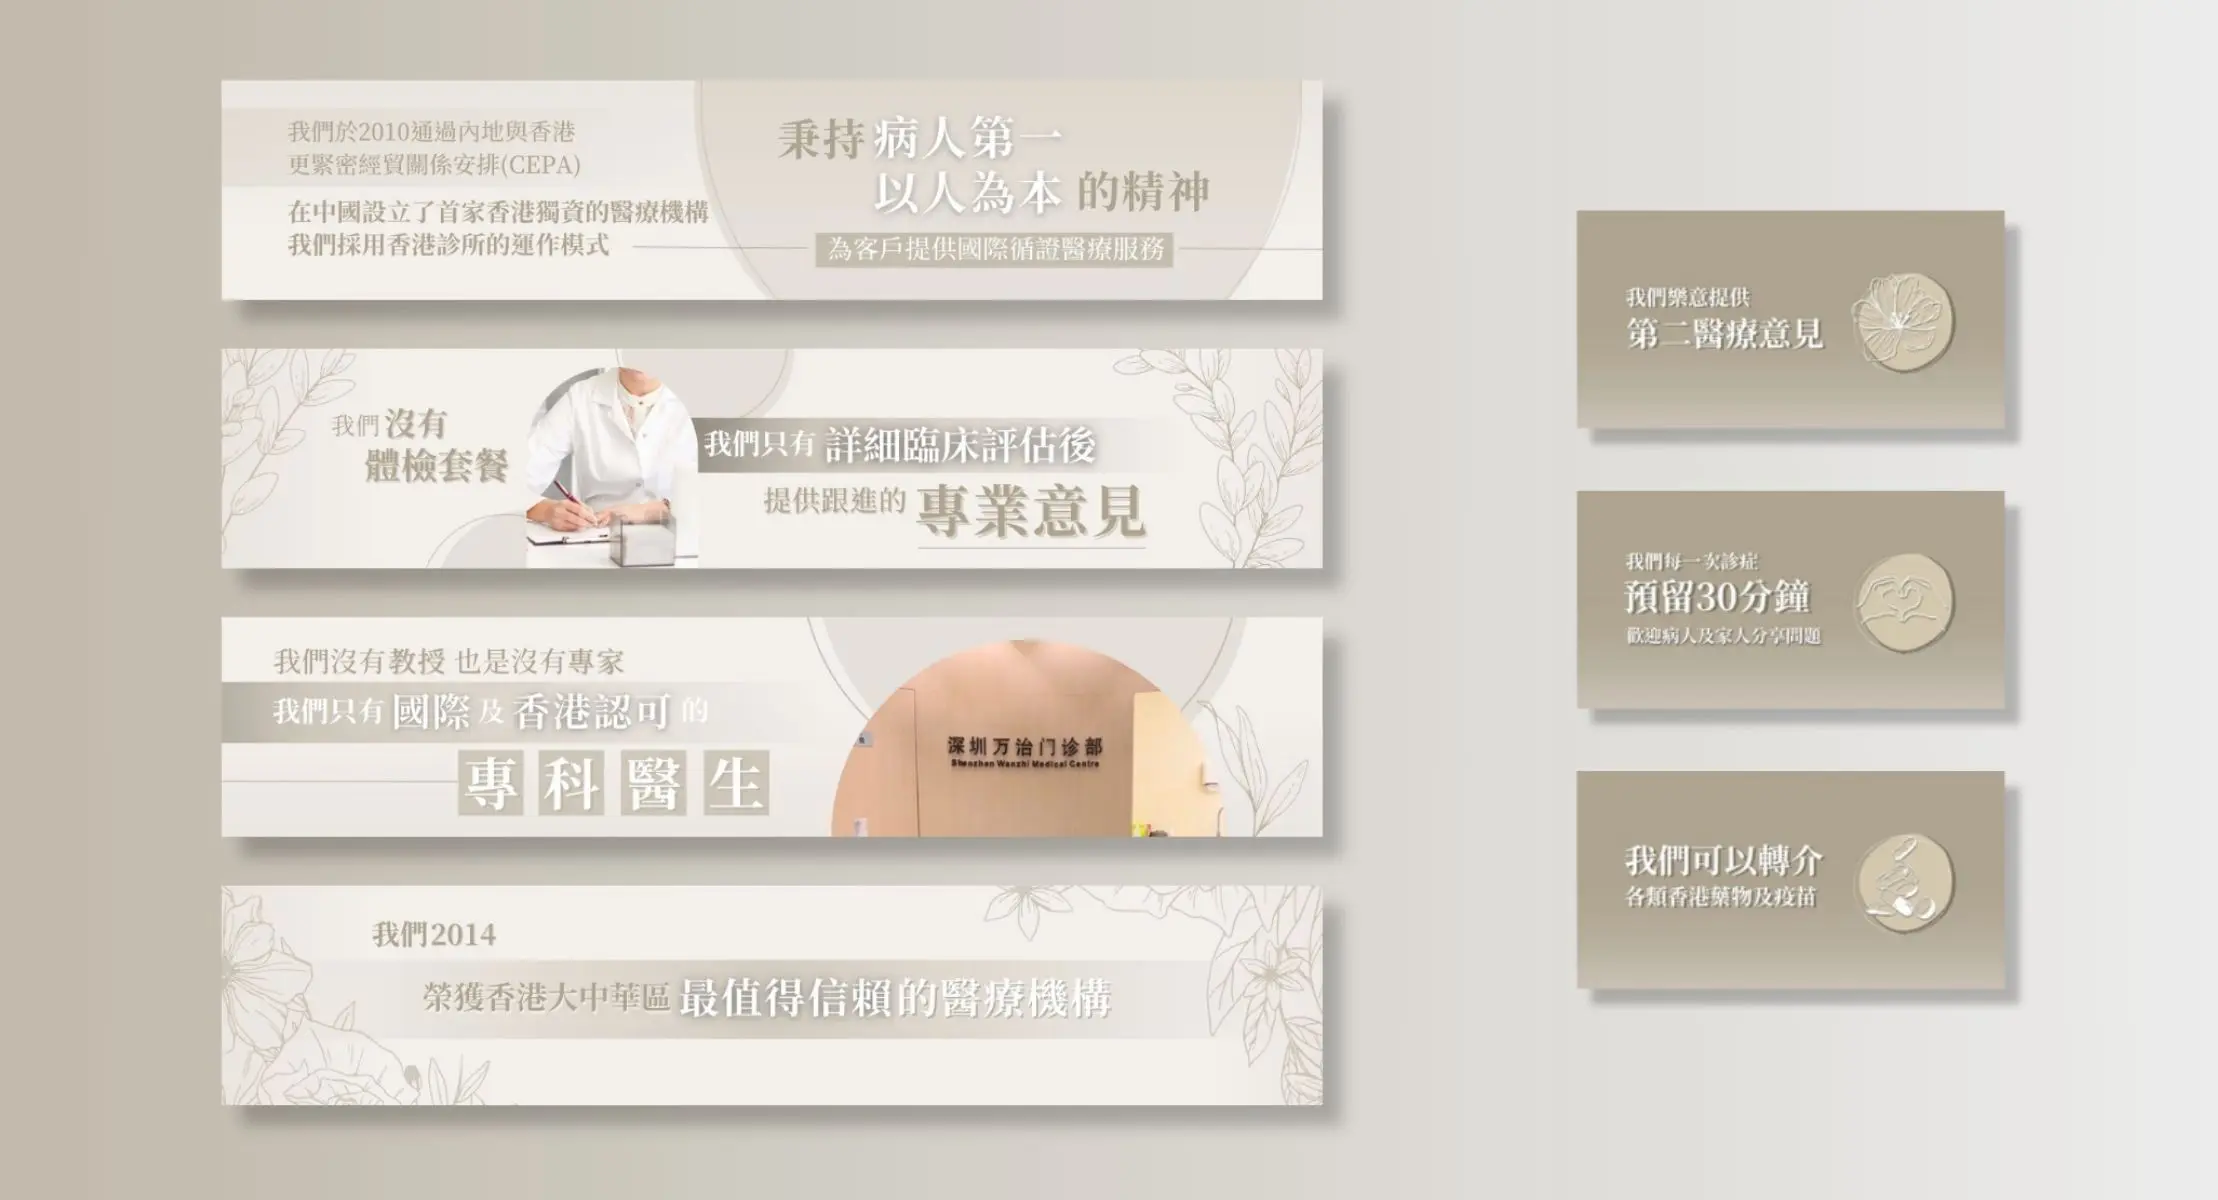 我們於2010通過內地與香港
更緊密經貿關係安排(CEPA)
在中國設立了首家香港獨資的醫療機構
我們採用香港診所的運作模式
秉持 病人第一
以人為本 的精神
為客戶提供國際循證醫療服務
我們 沒有
體檢套餐
我們只有 詳細臨床評估後
提供跟進的 專業意見
我們沒有教授 也是沒有專家
我們只有 國際 及 香港認可 的
專科醫生
深圳万治门诊部
Shenzhen Wanzhi Medical Centre
我們2014
榮獲香港大中華區 最值得信賴的醫療機構
我們樂意提供
第二醫療意見
我們每一次診症
預留30分鐘
歡迎病人及家人分享問題
我們可以轉介
各類香港藥物及疫苗